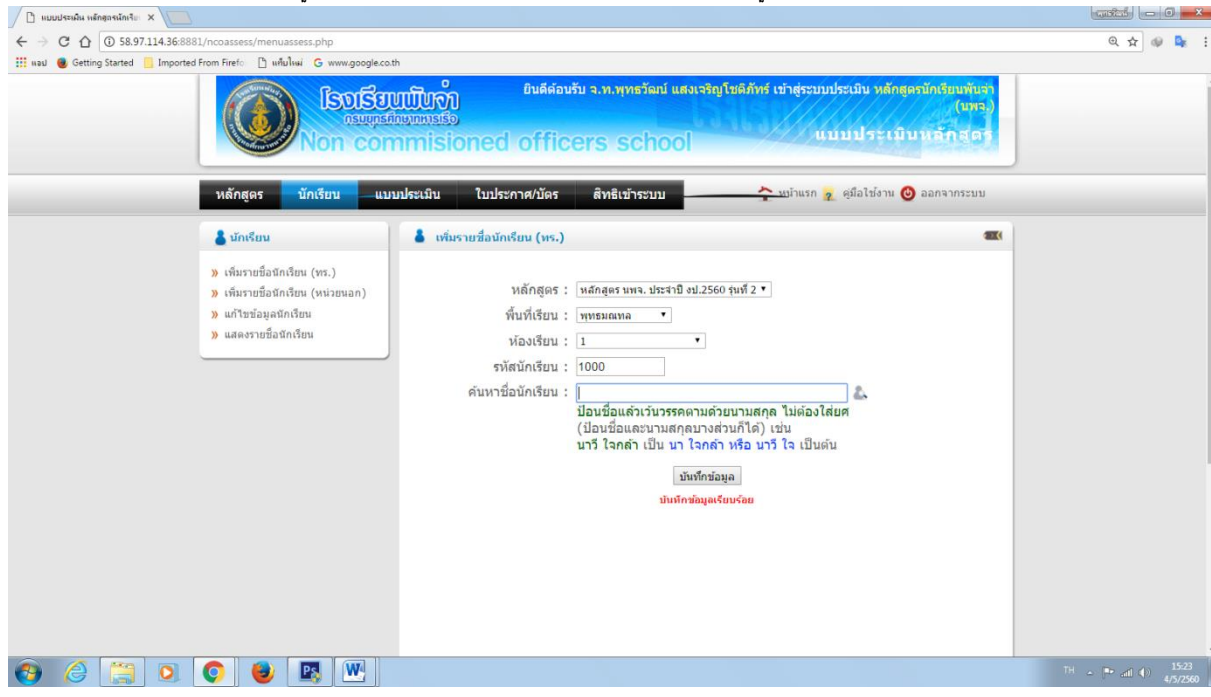 แบบประเมิน หลักสูตรนักเรีย
58.97.114.36:8881/ncoassess/menuassess.php
แอป Getting Started Imported From Firefo แท็บใหม่ www.google.co.th
โรงเรียนพันจ่า
กรมยุทธศึกษาทหารเรือ
Non commisioned officers school
ยินดีต้อนรับ จ.ท.พุทธวัฒน์ แสงเจริญโชติภัทร์ เข้าสู่ระบบประเมิน หลักสูตรนักเรียนพันจ่า
(นพจ.)
แบบประเมินหลักสูตร
หลักสูตร นักเรียน แบบประเมิน ใบประกาศ/บัตร สิทธิเข้าระบบ หน้าแรก คู่มือใช้งาน ออกจากระบบ
นักเรียน
เพิ่มรายชื่อนักเรียน (ทร.)
เพิ่มรายชื่อนักเรียน (หน่วยนอก)
แก้ไขข้อมูลนักเรียน
แสดงรายชื่อนักเรียน
เพิ่มรายชื่อนักเรียน (ทร.)
หลักสูตร : หลักสูตร นพจ. ประจำปี งป.2560 รุ่นที่ 2
พื้นที่เรียน : พุทธมณฑล
ห้องเรียน : 1
รหัสนักเรียน : 1000
ค้นหาชื่อนักเรียน :
ป้อนชื่อแล้วเว้นวรรคตามด้วยนามสกุล ไม่ต้องใส่ยศ
(ป้อนชื่อและนามสกุลบางส่วนก็ได้) เช่น
นาวี ใจกล้า เป็น นา ใจกล้า หรือ นาวี ใจ เป็นต้น
บันทึกข้อมูล
บันทึกข้อมูลเรียบร้อย
TH
15:23
4/5/2560